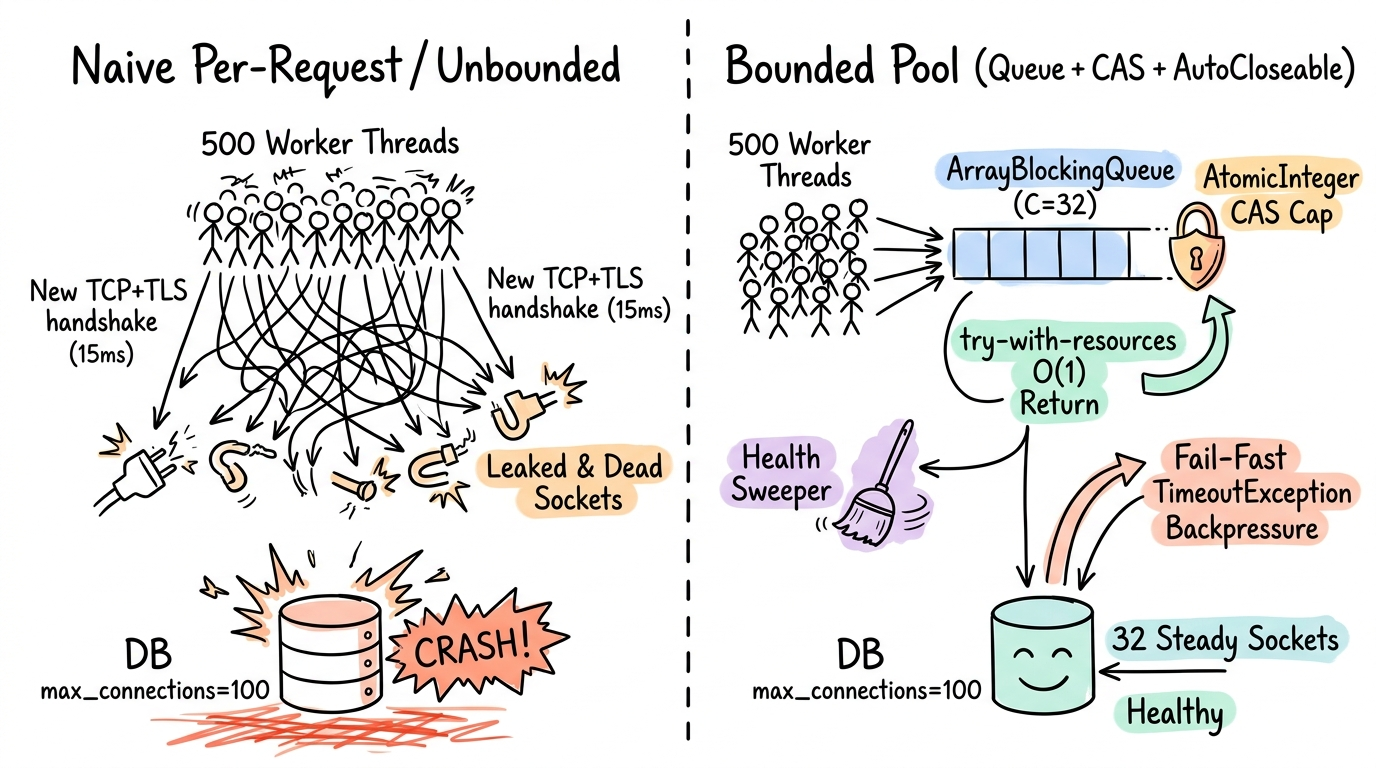 Naive Per-Request / Unbounded
500 Worker Threads
New TCP+TLS
handshake
(15ms)
New TCP+TLS
handshake (15ms)
Leaked & Dead
Sockets
CRASH!
DB
max_connections=100
Bounded Pool (Queue + CAS + AutoCloseable)
500 Worker
Threads
ArrayBlockingQueue
(C=32)
AtomicInteger
CAS Cap
try-with-resources
O(1)
Return
Health
Sweeper
Fail-Fast
TimeoutException
Backpressure
DB
max_connections=100
32 Steady Sockets
Healthy